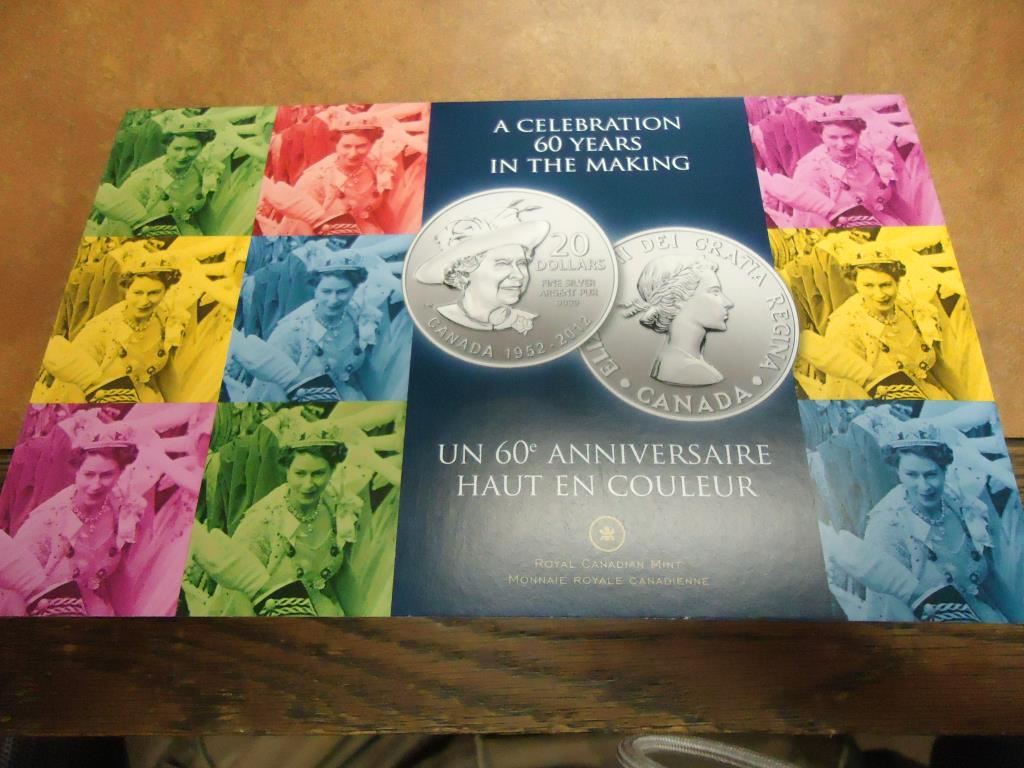 A CELEBRATION
60 YEARS
IN THE MAKING
20
DOLLARS
FINE SILVER
ARGENT PUR
9999
CANADA 1952-2012
DEI GRATIA REGINA
CANADA
UN 60e ANNIVERSAIRE
HAUT EN COULEUR
ROYAL CANADIAN MINT
MONNAIE ROYALE CANADIENNE